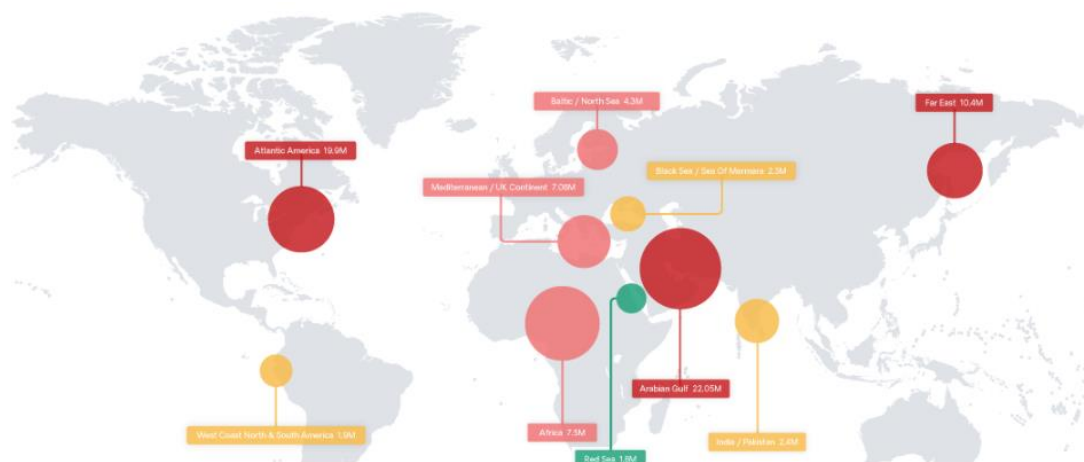 Baltic / North Sea 4.3M
Far East 10.4M
Atlantic America 19.9M
Black Sea / Sea Of Marmara 2.3M
Mediterranean / UK Continent 7.08M
Arabian Gulf 22.05M
West Coast North & South America 1.9M
Africa 7.5M
India / Pakistan 2.4M
Red Sea 1.8M